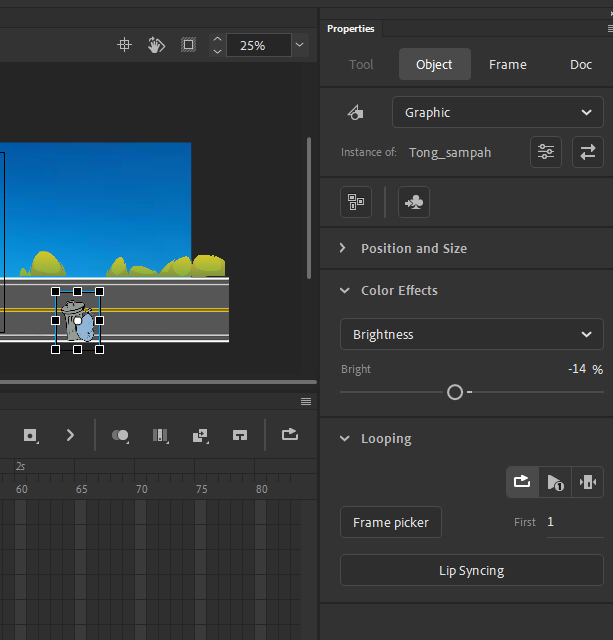 Properties
25%
Tool Object Frame Doc
Graphic
Instance of: Tong_sampah
Position and Size
Color Effects
Brightness
Bright -14 %
Looping
1
Frame picker First 1
Lip Syncing
2s
60 65 70 75 80